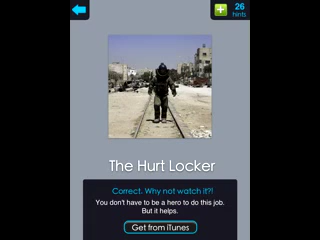 26
hints
The Hurt Locker
Correct. Why not watch it?!
You don't have to be a hero to do this job.
But it helps.
Get from iTunes